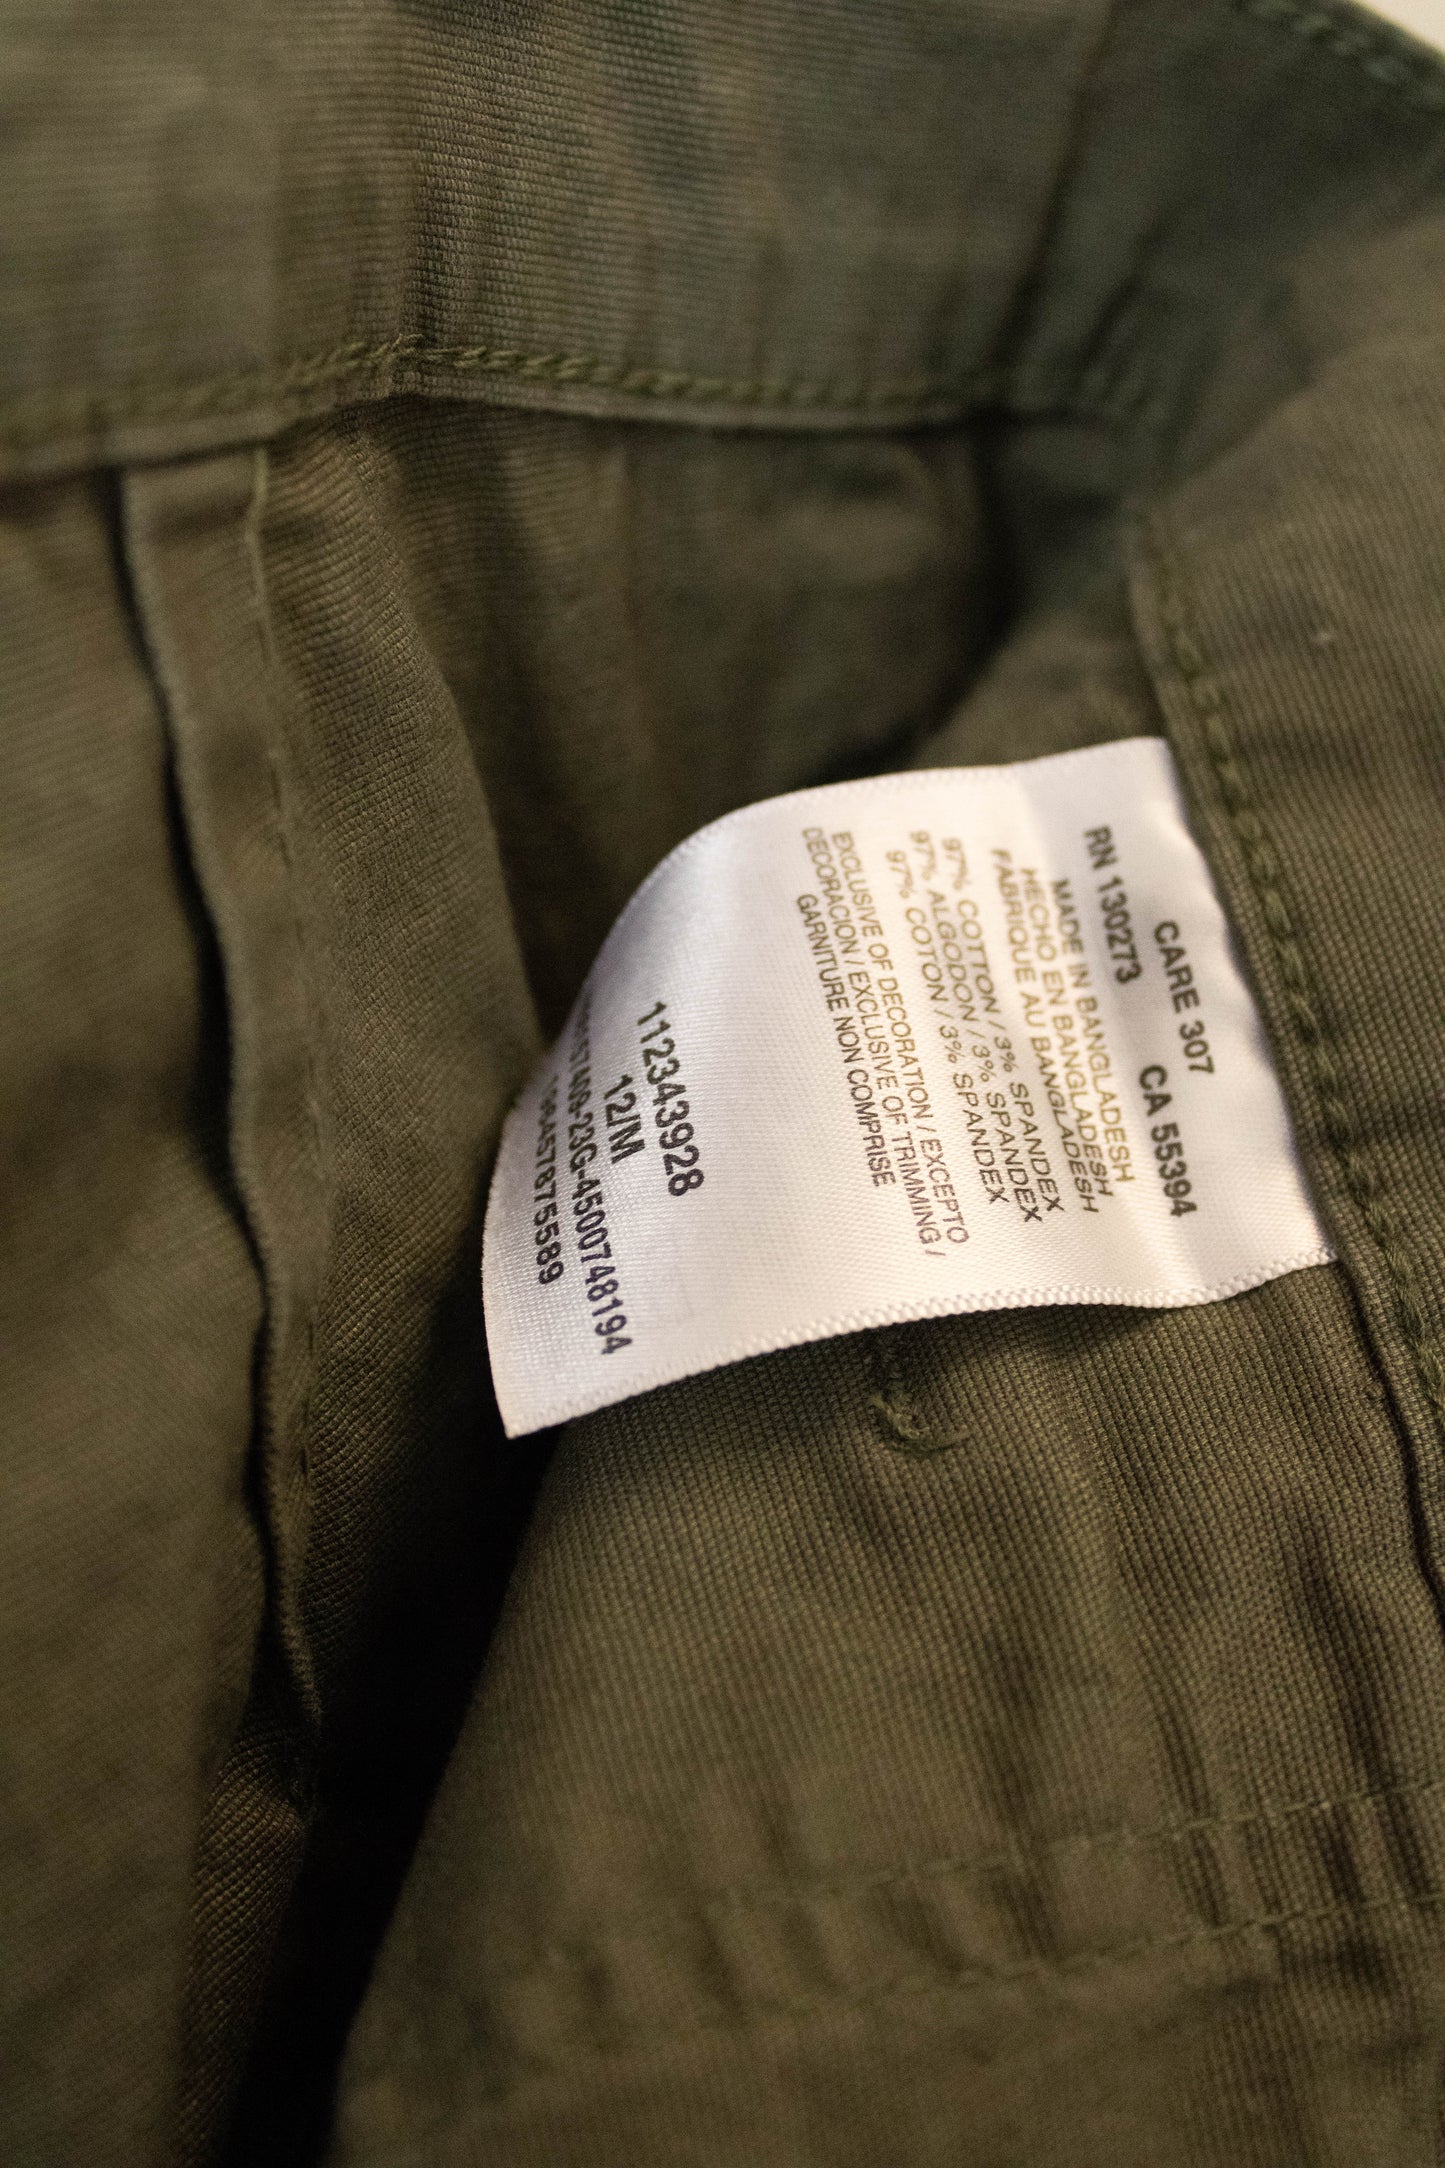 CARE 307 CA 55394
RN 130273
MADE IN BANGLADESH
HECHO EN BANGLADESH
FABRIQUE AU BANGLADESH
97% COTTON / 3% SPANDEX
97% ALGODON / 3% SPANDEX
97% COTON / 3% SPANDEX
EXCLUSIVE OF DECORATION / EXCEPTO
DECORACION / EXCLUSIVE OF TRIMMING /
GARNITURE NON COMPRISE
112343928
12M
-23G-4500748194